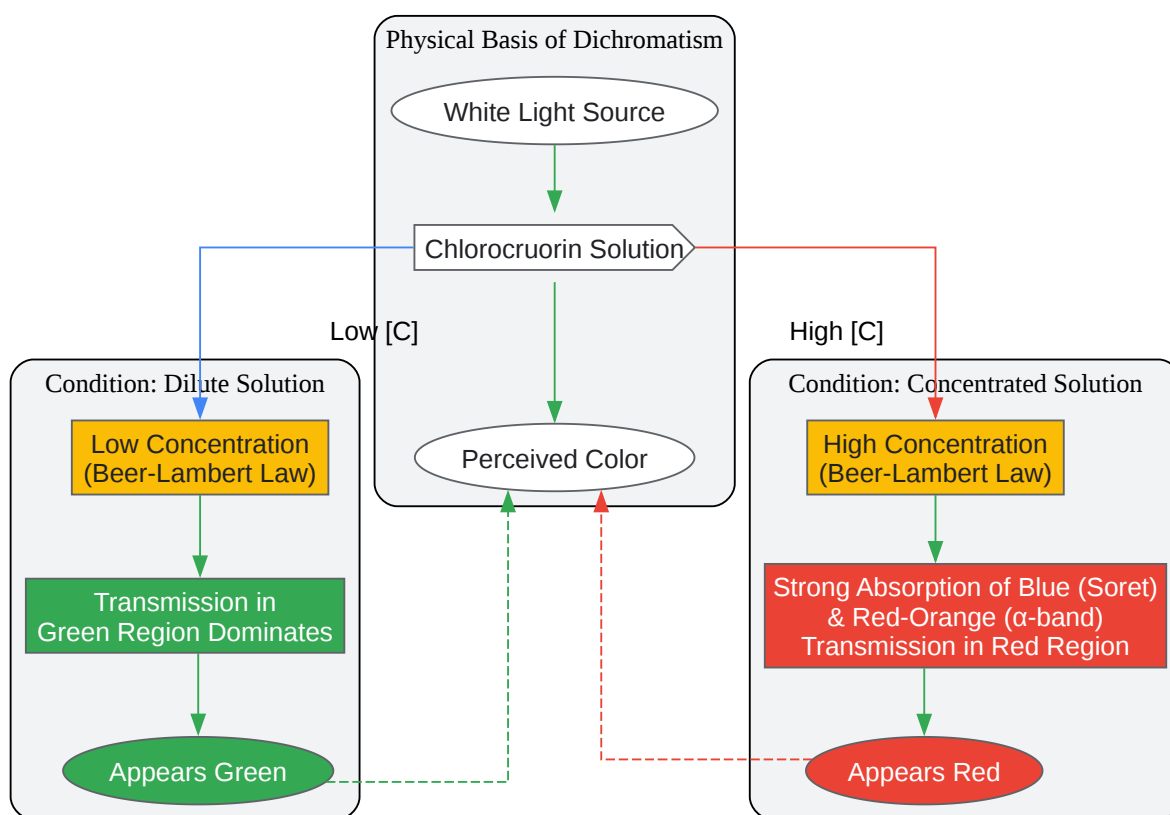 Physical Basis of Dichromatism
White Light Source
Chlorocruorin Solution
Low [C]
High [C]
Perceived Color
Condition: Dilute Solution
Low Concentration
(Beer-Lambert Law)
Transmission in
Green Region Dominates
Appears Green
Condition: Concentrated Solution
High Concentration
(Beer-Lambert Law)
Strong Absorption of Blue (Soret)
& Red-Orange (α-band)
Transmission in Red Region
Appears Red